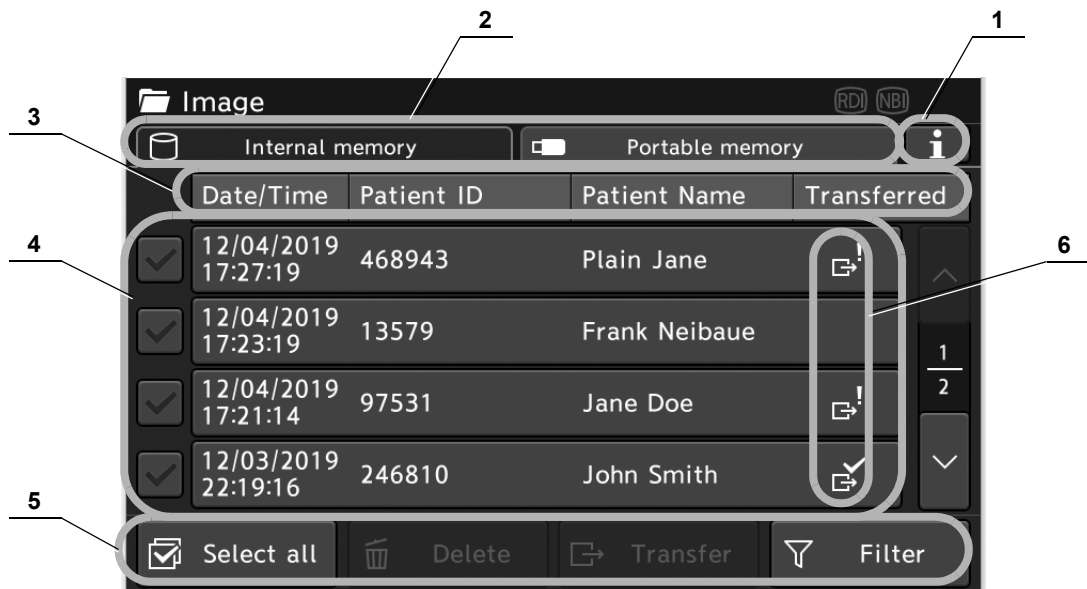 2
1
Image
RDI NBI
3
Internal memory
Portable memory
i
Date/Time Patient ID Patient Name Transferred
4
12/04/2019
17:27:19
468943 Plain Jane !
6
12/04/2019
17:23:19
13579 Frank Neibaue
1
2
12/04/2019
17:21:14
97531 Jane Doe !
12/03/2019
22:19:16
246810 John Smith
5
Select all Delete Transfer Filter